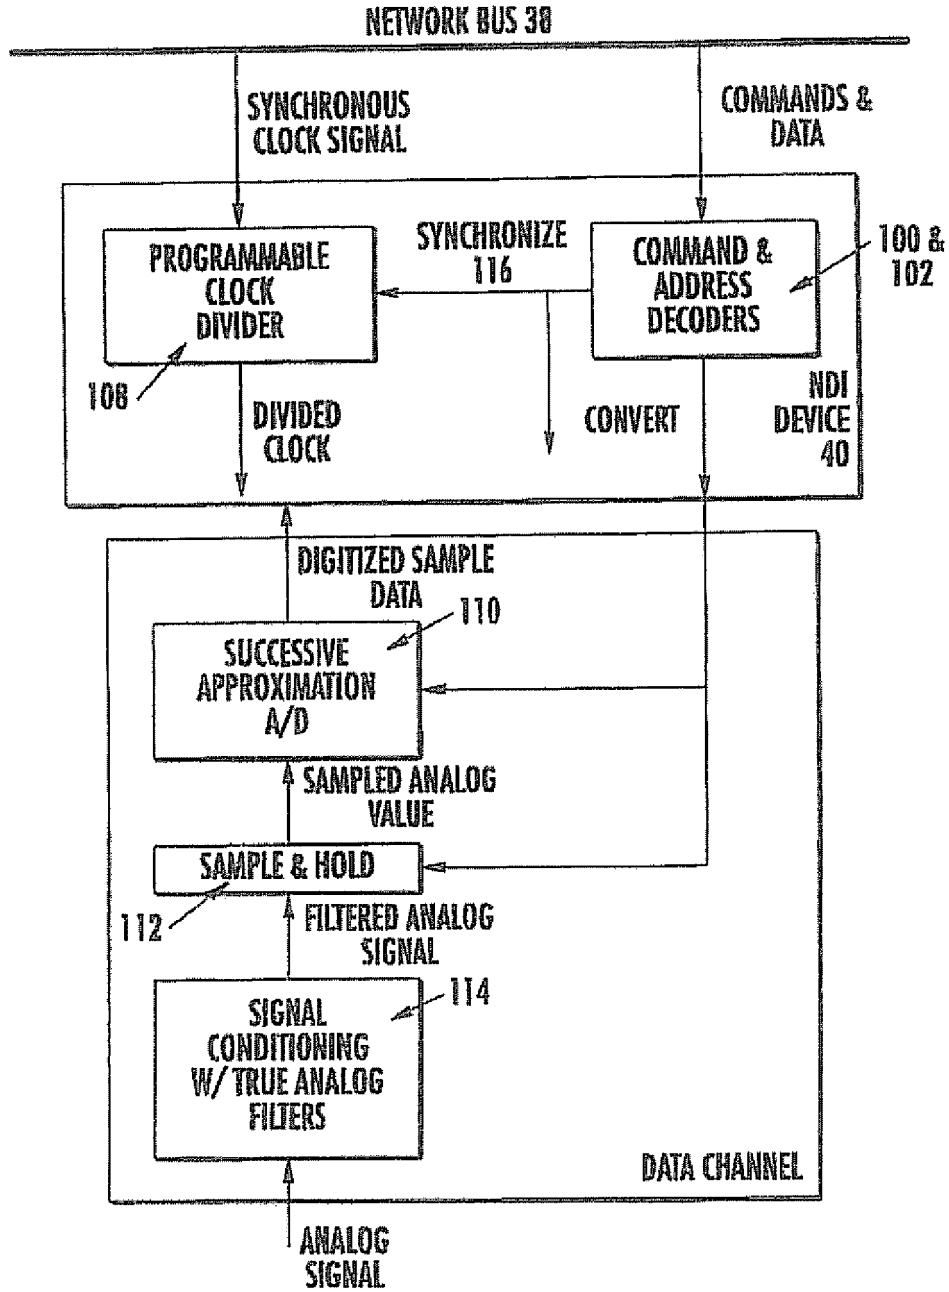 NETWORK BUS 38
SYNCHRONOUS
CLOCK SIGNAL
COMMANDS &
DATA
PROGRAMMABLE
CLOCK
DIVIDER
SYNCHRONIZE
116
COMMAND &
ADDRESS
DECODERS
100 &
102
108
DIVIDED
CLOCK
CONVERT
NDI
DEVICE
40
DIGITIZED SAMPLE
DATA
110
SUCCESSIVE
APPROXIMATION
A/D
SAMPLED ANALOG
VALUE
SAMPLE & HOLD
112
FILTERED ANALOG
SIGNAL
114
SIGNAL
CONDITIONING
W/ TRUE ANALOG
FILTERS
DATA CHANNEL
ANALOG
SIGNAL